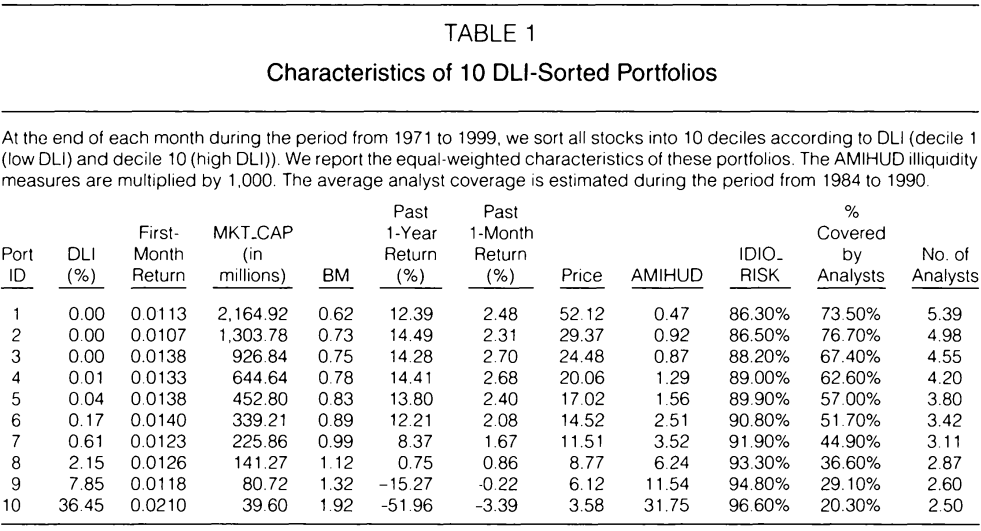 TABLE 1
Characteristics of 10 DLI-Sorted Portfolios
At the end of each month during the period from 1971 to 1999, we sort all stocks into 10 deciles according to DLI (decile 1
(low DLI) and decile 10 (high DLI)). We report the equal-weighted characteristics of these portfolios. The AMIHUD illiquidity
measures are multiplied by 1,000. The average analyst coverage is estimated during the period from 1984 to 1990.
Past Past %
First- MKT_CAP 1-Year 1-Month Covered
Port DLI Month (in Return Return IDIO_ by No. of
ID (%) Return millions) BM (%) (%) Price AMIHUD RISK Analysts Analysts
1 0.00 0.0113 2,164.92 0.62 12.39 2.48 52.12 0.47 86.30% 73.50% 5.39
2 0.00 0.0107 1,303.78 0.73 14.49 2.31 29.37 0.92 86.50% 76.70% 4.98
3 0.00 0.0138 926.84 0.75 14.28 2.70 24.48 0.87 88.20% 67.40% 4.55
4 0.01 0.0133 644.64 0.78 14.41 2.68 20.06 1.29 89.00% 62.60% 4.20
5 0.04 0.0138 452.80 0.83 13.80 2.40 17.02 1.56 89.90% 57.00% 3.80
6 0.17 0.0140 339.21 0.89 12.21 2.08 14.52 2.51 90.80% 51.70% 3.42
7 0.61 0.0123 225.86 0.99 8.37 1.67 11.51 3.52 91.90% 44.90% 3.11
8 2.15 0.0126 141.27 1.12 0.75 0.86 8.77 6.24 93.30% 36.60% 2.87
9 7.85 0.0118 80.72 1.32 -15.27 -0.22 6.12 11.54 94.80% 29.10% 2.60
10 36.45 0.0210 39.60 1.92 -51.96 -3.39 3.58 31.75 96.60% 20.30% 2.50